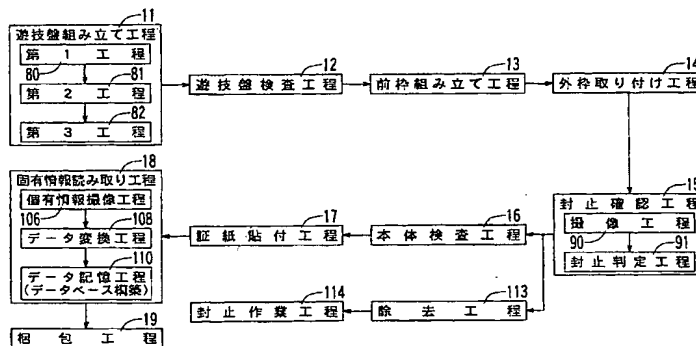 11
遊技盤組み立て工程
第1工程
80
81
第2工程
82
第3工程
12
遊技盤検査工程
13
前枠組み立て工程
14
外枠取り付け工程
15
封止確認工程
撮像工程
90
91
封止判定工程
16
本体検査工程
17
証紙貼付工程
18
固有情報読み取り工程
個有情報撮像工程
106
108
データ変換工程
110
データ記憶工程
(データベース構築)
19
梱包工程
113
除去工程
114
封止作業工程